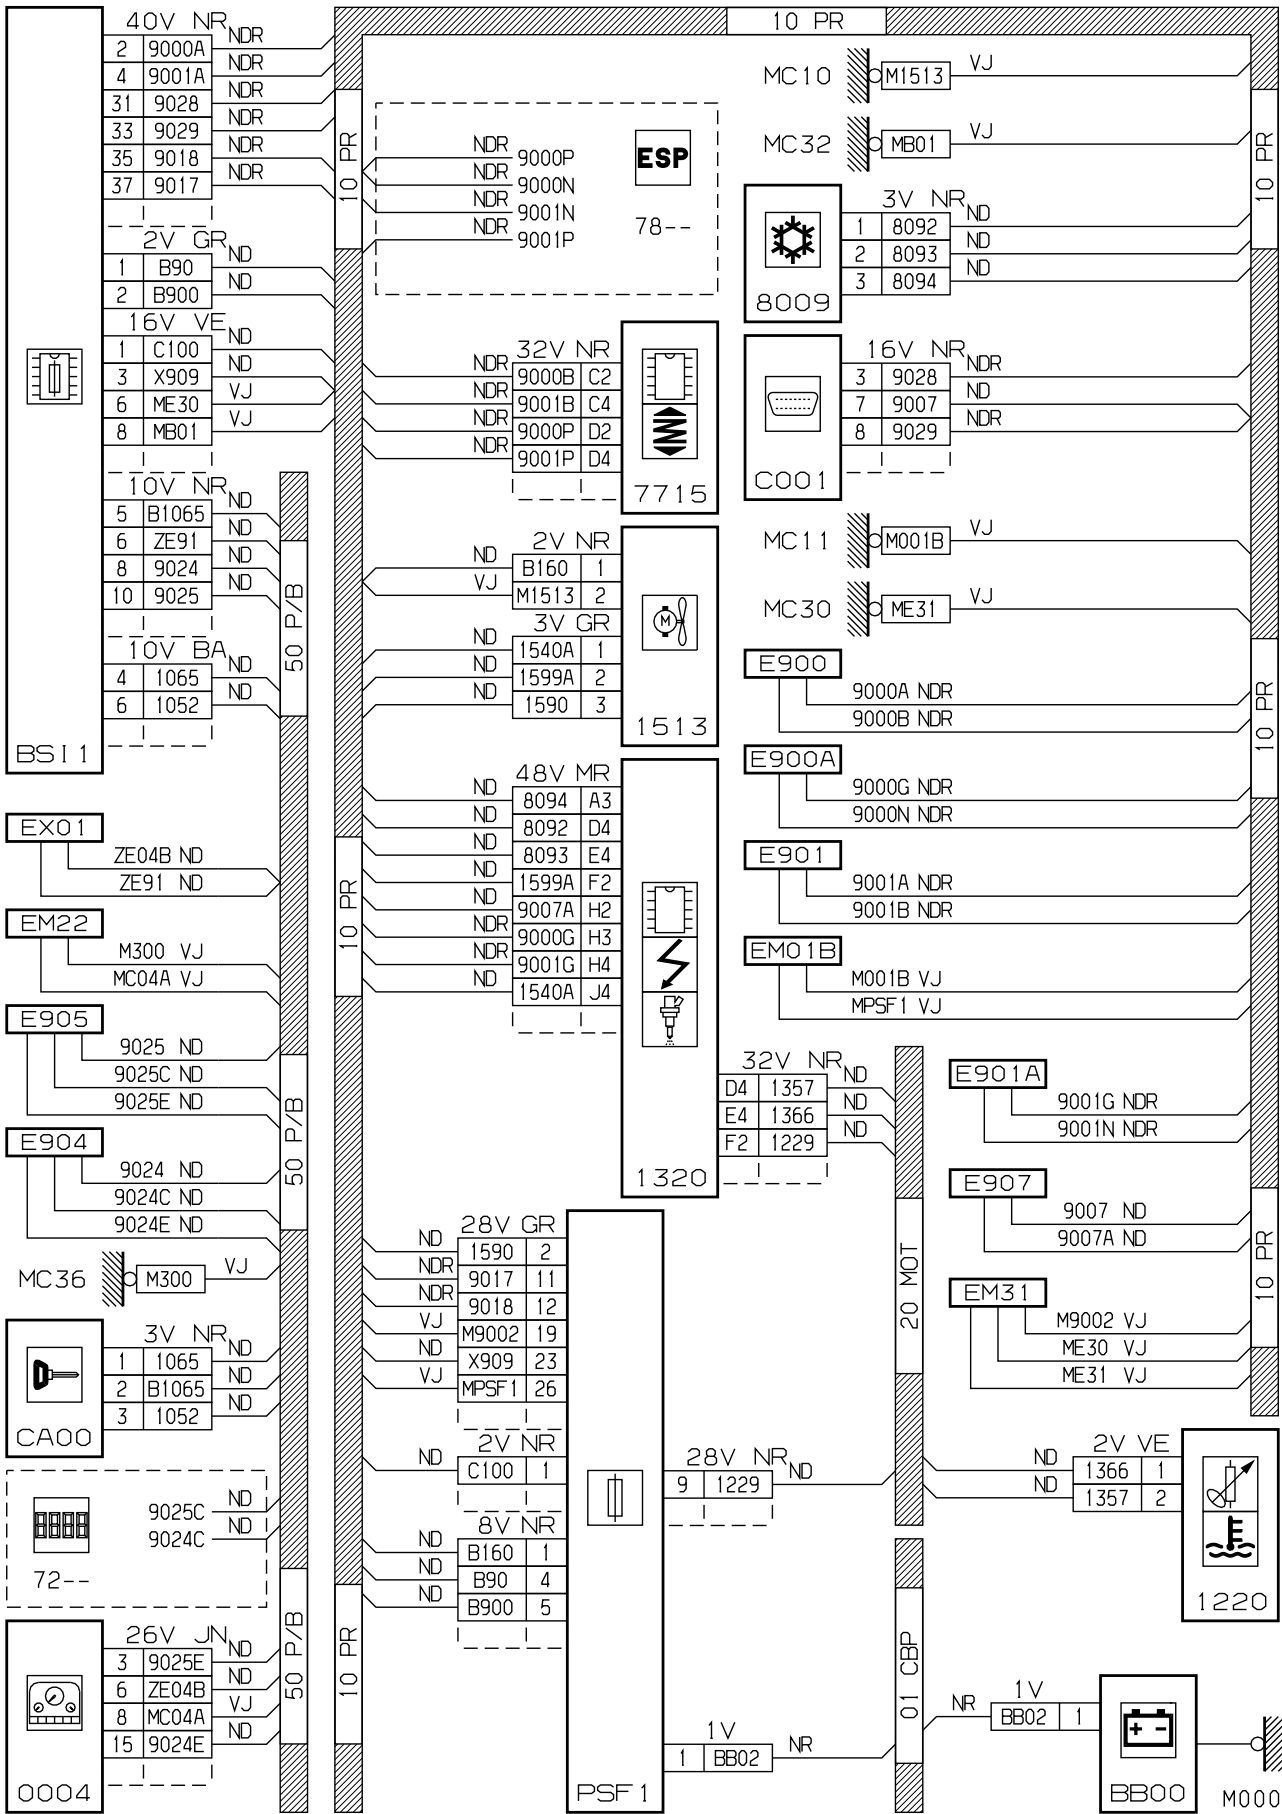 10 PR
BSI1
40V NR
2 9000A NDR
4 9001A NDR
31 9028 NDR
33 9029 NDR
35 9018 NDR
37 9017 NDR
2V GR
1 B90 ND
2 B900 ND
16V VE
1 C100 ND
3 X909 ND
6 ME30 VJ
8 MB01 VJ
10V NR
5 B1065 ND
6 ZE91 ND
8 9024 ND
10 9025 ND
10V BA
4 1065 ND
6 1052 ND
50 P/B
EX01
ZE04B ND
ZE91 ND
EM22
M300 VJ
MC04A VJ
E905
9025 ND
9025C ND
9025E ND
E904
9024 ND
9024C ND
9024E ND
50 P/B
MC36 M300 VJ
CA00
3V NR
1 1065 ND
2 B1065 ND
3 1052 ND
72--
9025C ND
9024C ND
50 P/B
0004
26V JN
3 9025E ND
6 ZE04B ND
8 MC04A VJ
15 9024E ND
10 PR
10 PR
10 PR
NDR 9000P
NDR 9000N
NDR 9001N
NDR 9001P
ESP
78--
7715
32V NR
NDR 9000B C2
NDR 9001B C4
NDR 9000P D2
NDR 9001P D4
1513
2V NR
ND B160 1
VJ M1513 2
3V GR
ND 1540A 1
ND 1599A 2
ND 1590 3
M
1320
48V MR
ND 8094 A3
ND 8092 D4
ND 8093 E4
ND 1599A F2
ND 9007A H2
NDR 9000G H3
NDR 9001G H4
ND 1540A J4
32V NR
D4 1357 ND
E4 1366 ND
F2 1229 ND
PSF1
28V GR
ND 1590 2
NDR 9017 11
NDR 9018 12
VJ M9002 19
ND X909 23
VJ MPSF1 26
2V NR
ND C100 1
8V NR
ND B160 1
ND B90 4
ND B900 5
28V NR
9 1229 ND
1V
1 BB02 NR
20 MOT
01 CBP
MC10 M1513 VJ
MC32 MB01 VJ
8009
3V NR
1 8092 ND
2 8093 ND
3 8094 ND
C001
16V NR
3 9028 NDR
7 9007 ND
8 9029 NDR
MC11 M001B VJ
MC30 ME31 VJ
E900
9000A NDR
9000B NDR
E900A
9000G NDR
9000N NDR
E901
9001A NDR
9001B NDR
EM01B
M001B VJ
MPSF1 VJ
E901A
9001G NDR
9001N NDR
E907
9007 ND
9007A ND
EM31
M9002 VJ
ME30 VJ
ME31 VJ
10 PR
10 PR
10 PR
1220
2V VE
ND 1366 1
ND 1357 2
BB00
1V
NR BB02 1
+ -
M000